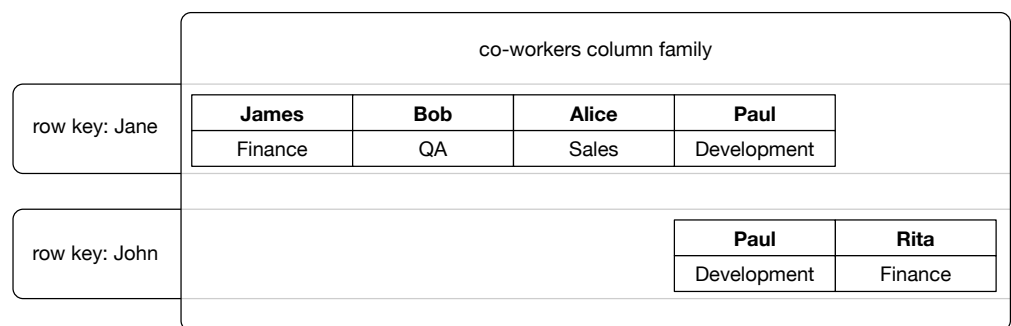 co-workers column family
row key: Jane
James Bob Alice Paul
Finance QA Sales Development
row key: John
Paul Rita
Development Finance